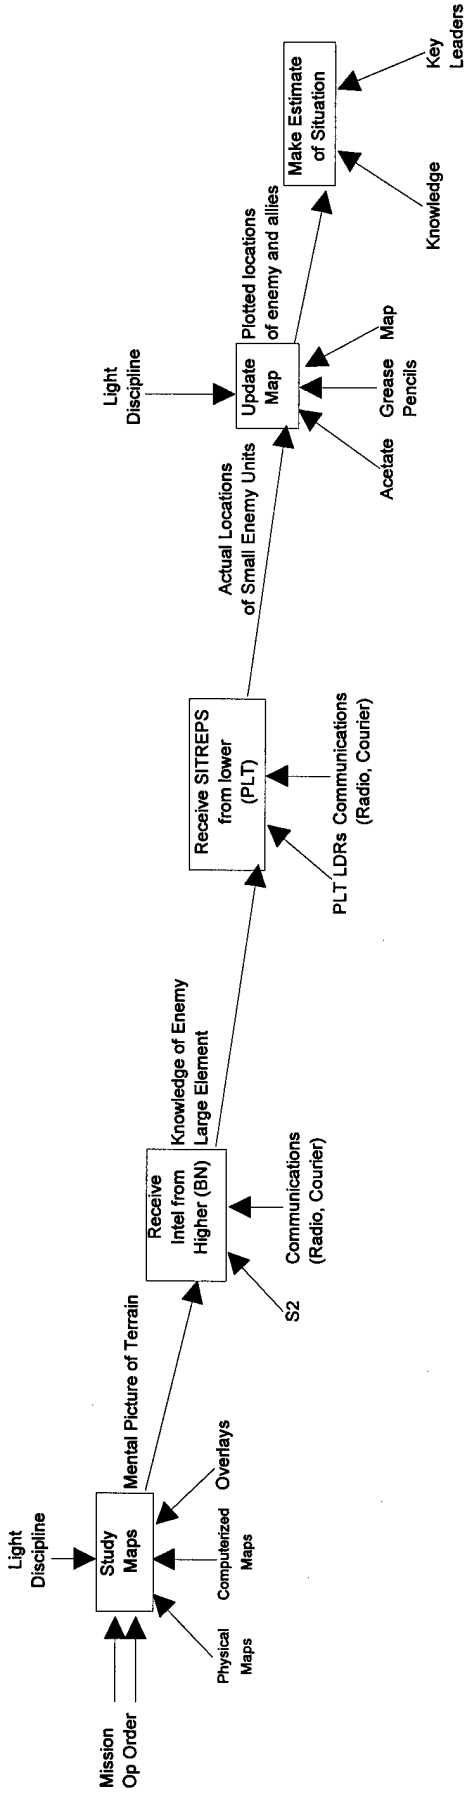 Mission
Op Order
Light
Discipline
Study
Maps
Physical
Maps
Computerized
Maps
Overlays
Mental Picture of Terrain
Receive
Intel from
Higher (BN)
S2
Communications
(Radio, Courier)
Knowledge of Enemy
Large Element
Receive SITREPS
from lower
(PLT)
PLT LDRs
Communications
(Radio, Courier)
Actual Locations
of Small Enemy Units
Light
Discipline
Update
Map
Acetate
Grease
Pencils
Map
Plotted locations
of enemy and allies
Make Estimate
of Situation
Knowledge
Key
Leaders